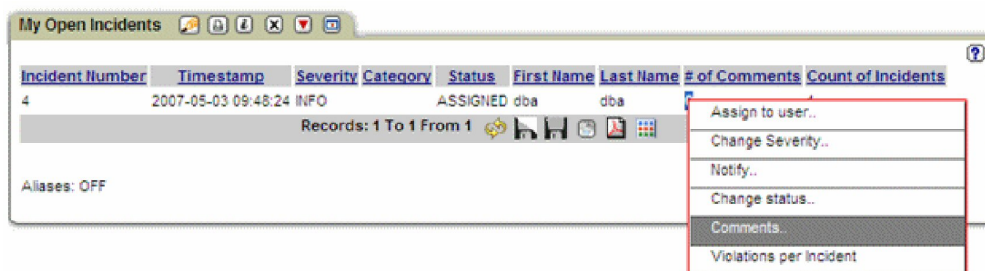 My Open Incidents
Incident Number Timestamp Severity Category Status First Name Last Name # of Comments Count of Incidents
4 2007-05-03 09:48:24 INFO ASSIGNED dba dba
Records: 1 To 1 From 1
Aliases: OFF
Assign to user..
Change Severity..
Notify..
Change status..
Comments..
Violations per Incident